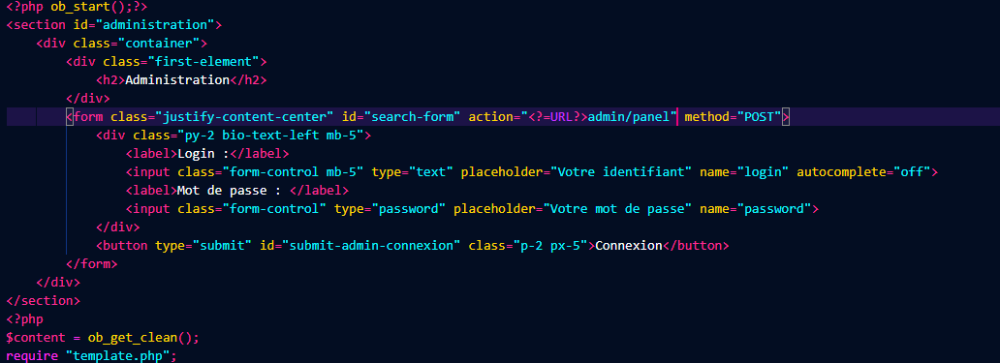 <?php ob_start();?>
<section id="administration">
    <div class="container">
        <div class="first-element">
            <h2>Administration</h2>
        </div>
        <form class="justify-content-center" id="search-form" action="<?=URL?>admin/panel" method="POST">
            <div class="py-2 bio-text-left mb-5">
                <label>Login :</label>
                <input class="form-control mb-5" type="text" placeholder="Votre identifiant" name="login" autocomplete="off">
                <label>Mot de passe : </label>
                <input class="form-control" type="password" placeholder="Votre mot de passe" name="password">
            </div>
            <button type="submit" id="submit-admin-connexion" class="p-2 px-5">Connexion</button>
        </form>
    </div>
</section>
<?php
$content = ob_get_clean();
require "template.php";